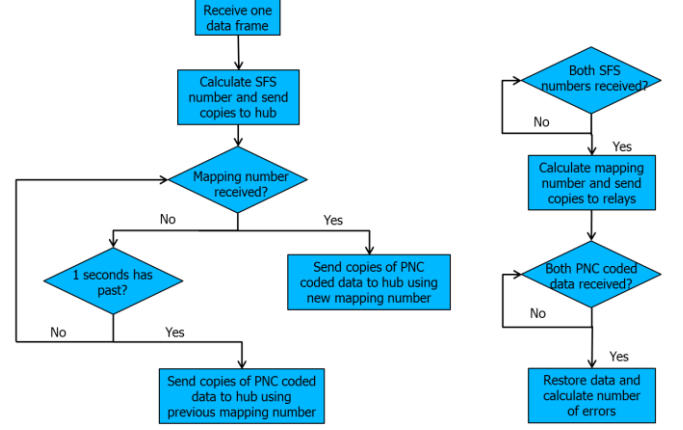 Receive one
data frame
Calculate SFS
number and send
copies to hub
Mapping number
received?
No
Yes
1 seconds has
past?
Send copies of PNC
coded data to hub using
new mapping number
No
Yes
Send copies of PNC coded
data to hub using
previous mapping number
Both SFS
numbers received?
No
Yes
Calculate mapping
number and send
copies to relays
Both PNC coded
data received?
No
Yes
Restore data and
calculate number
of errors